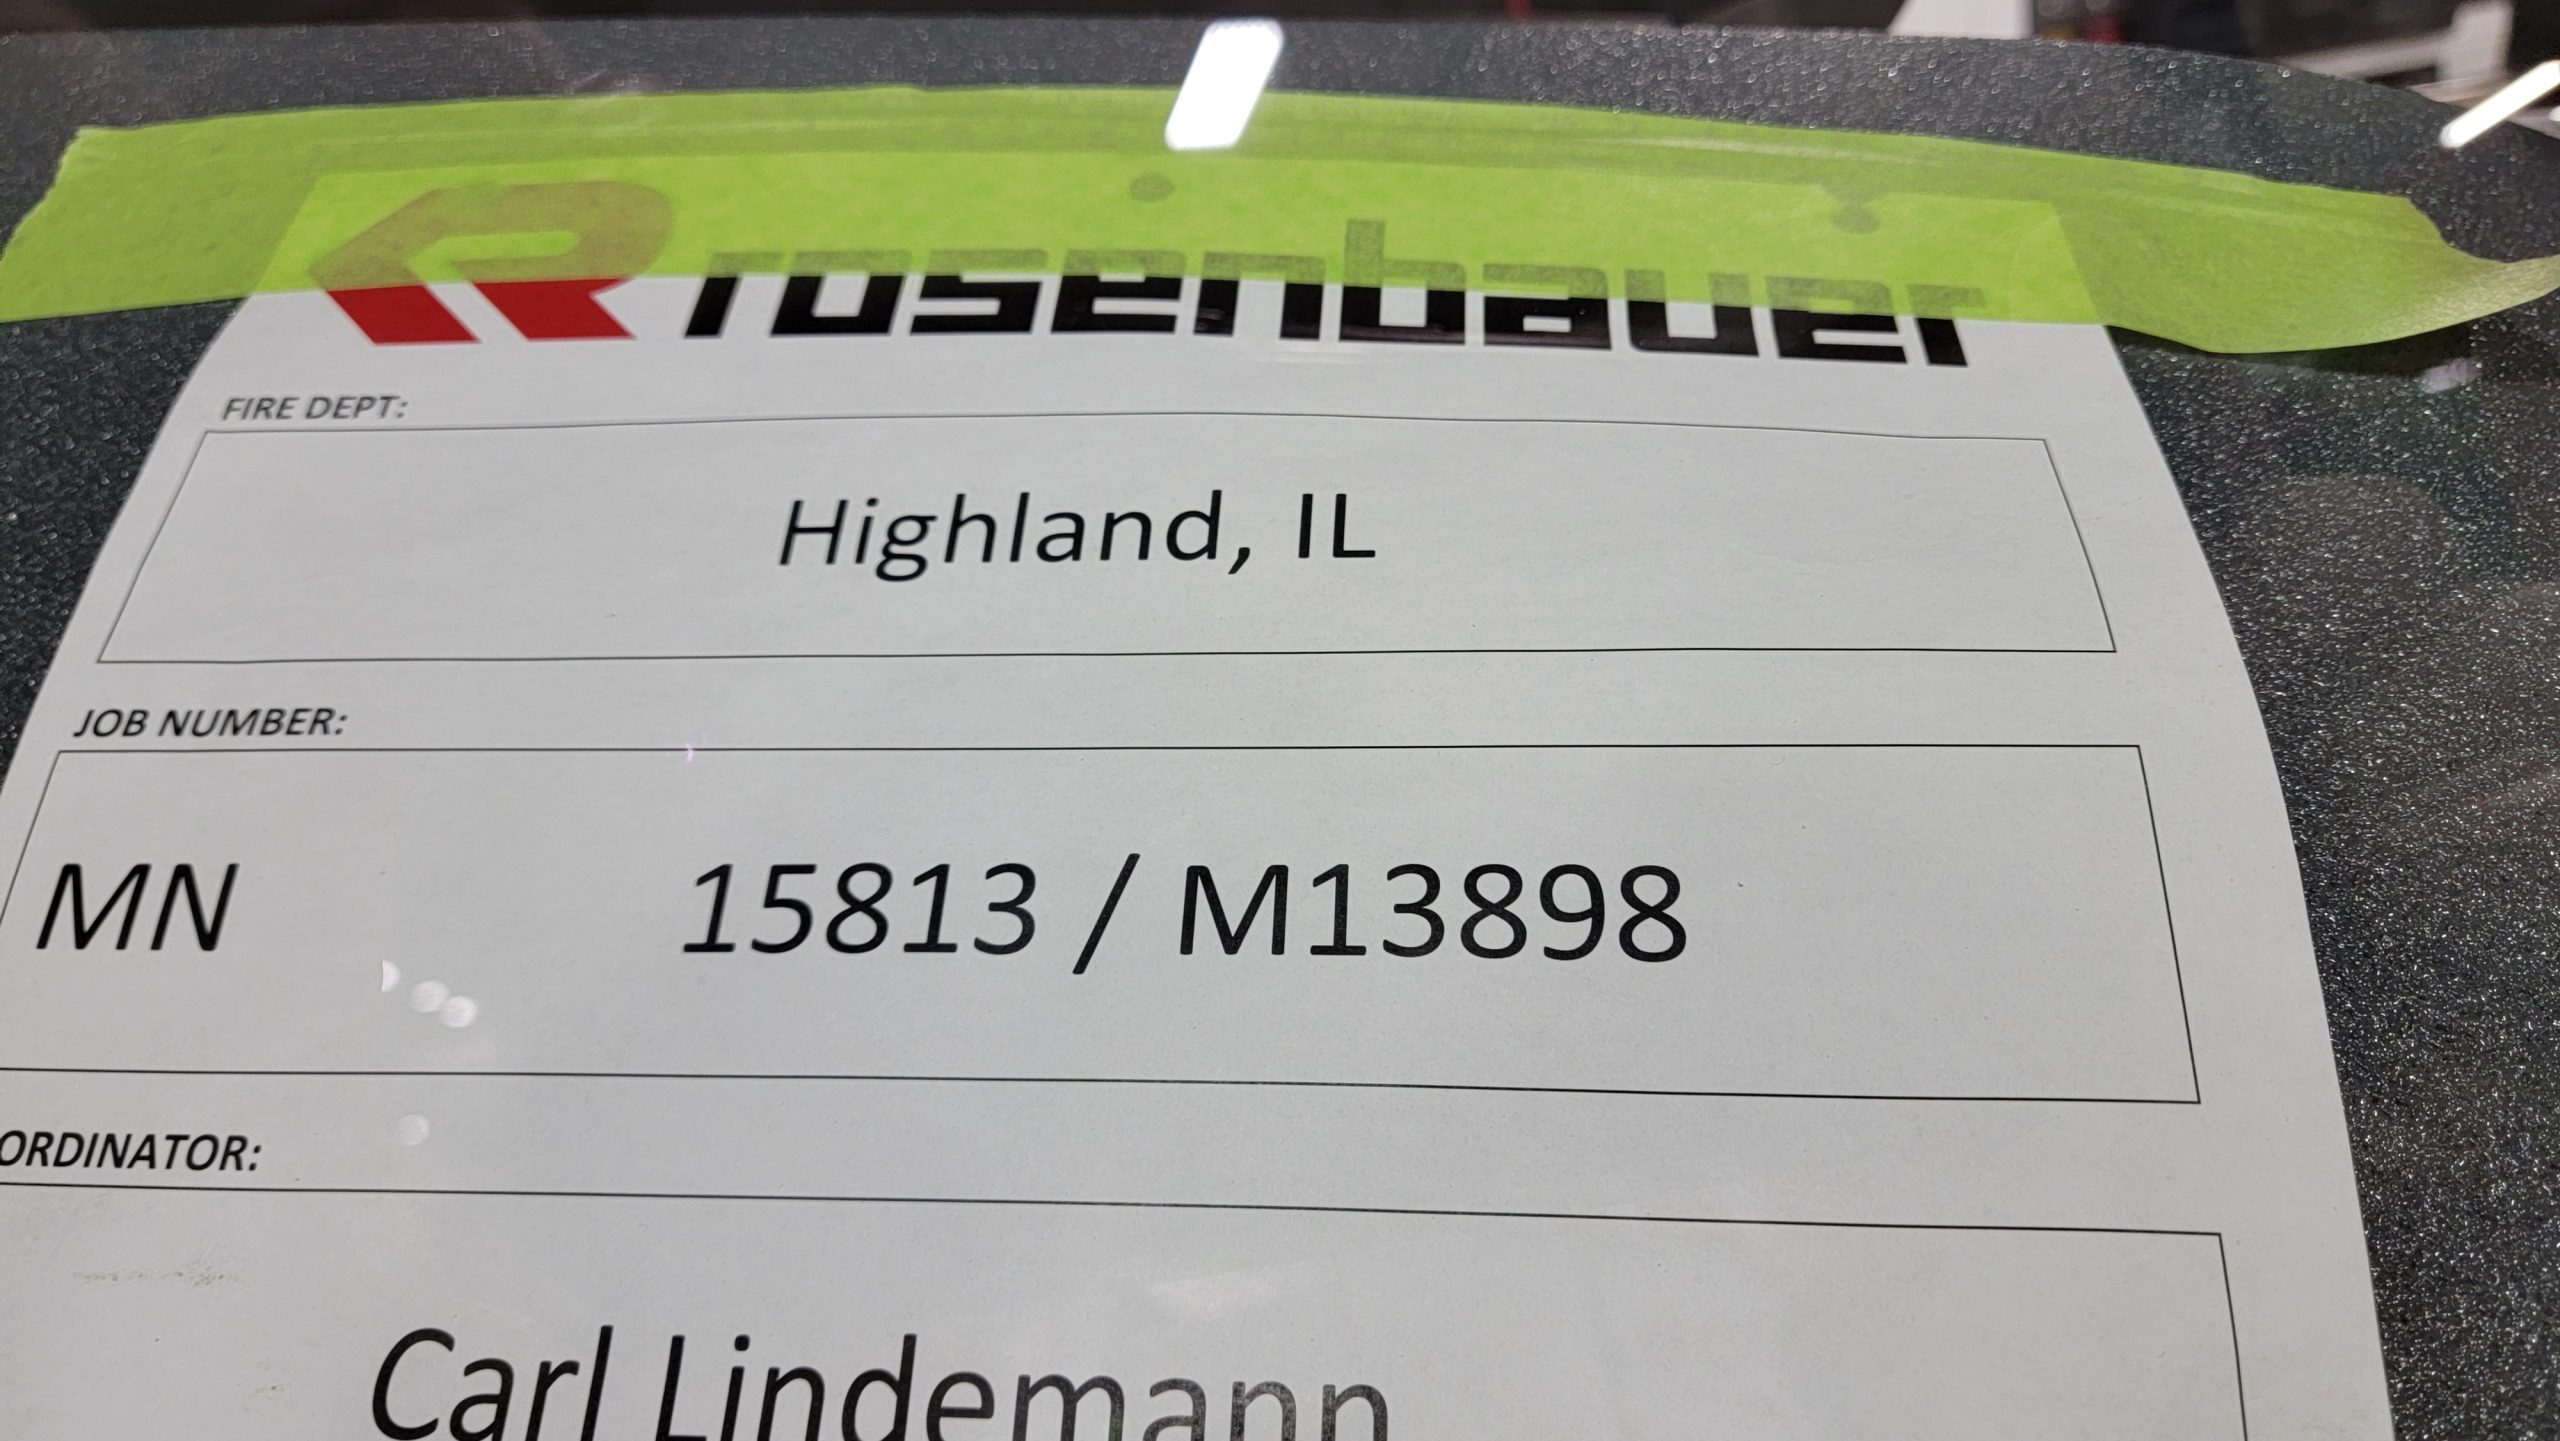 rosenbauer
FIRE DEPT:
Highland, IL
JOB NUMBER:
MN 15813 / M13898
ORDINATOR:
Carl Lindemann